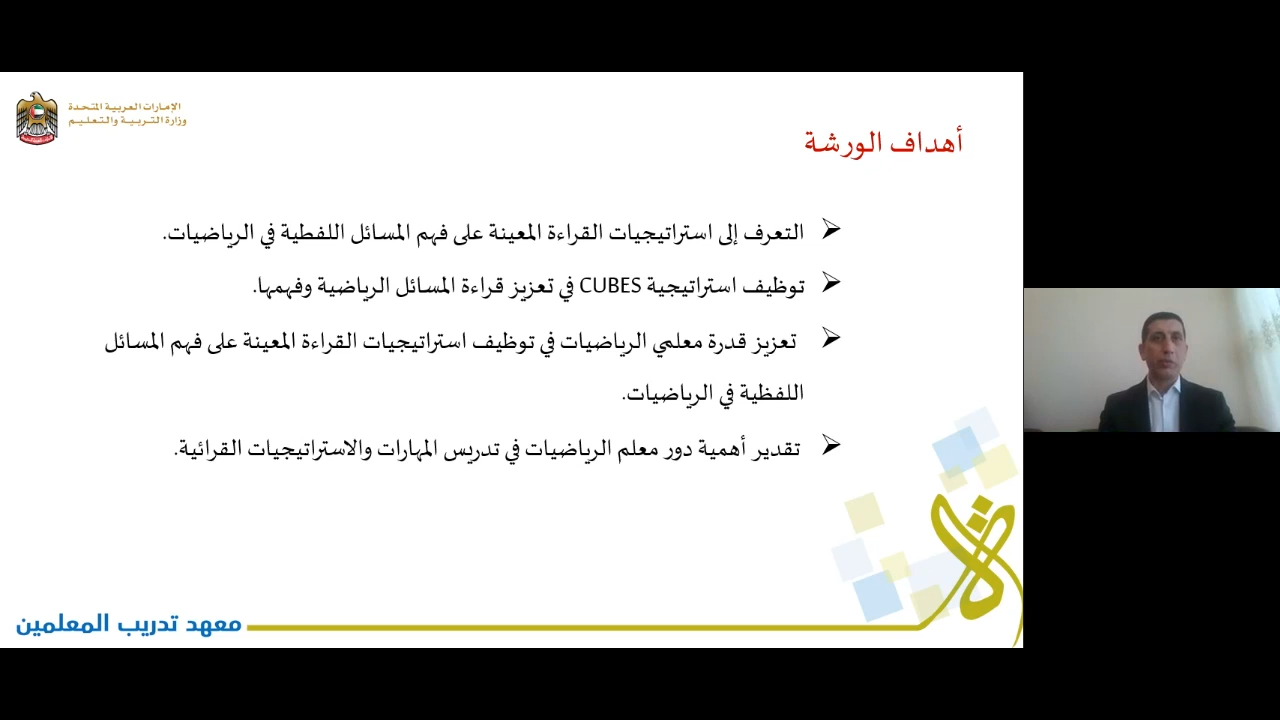 الإمارات العربية المتحدة
وزارة التربية والتعليم
أهداف الورشة
التعرف إلى استراتيجيات القراءة المعينة على فهم المسائل اللفطية في الرياضيات.
توظيف استراتيجية CUBES في تعزيز قراءة المسائل الرياضية وفهمها.
تعزيز قدرة معلمي الرياضيات في توظيف استراتيجيات القراءة المعينة على فهم المسائل
اللفظية في الرياضيات.
تقدير أهمية دور معلم الرياضيات في تدريس المهارات والاستراتيجيات القرائية.
معهد تدريب المعلمين